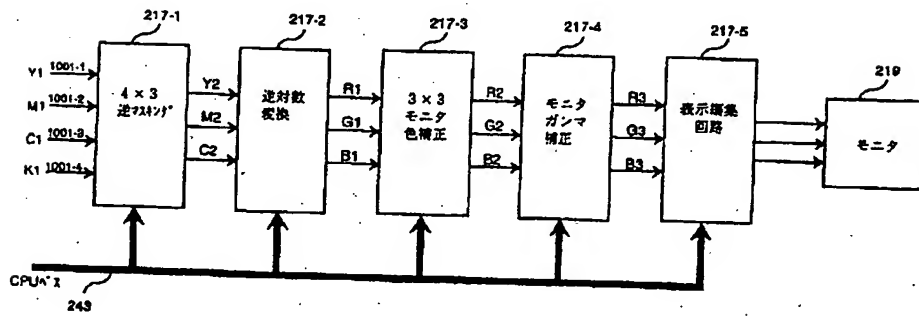 217-1
217-2
217-3
217-4
217-5
219
Y1 1001-1
M1 1001-2
C1 1001-3
K1 1001-4
4×3
逆マスキング
Y2
M2
C2
逆対数
変換
R1
G1
B1
3×3
モニタ
色補正
R2
G2
B2
モニタ
ガンマ
補正
R3
G3
B3
表示編集
回路
モニタ
CPUバス
243